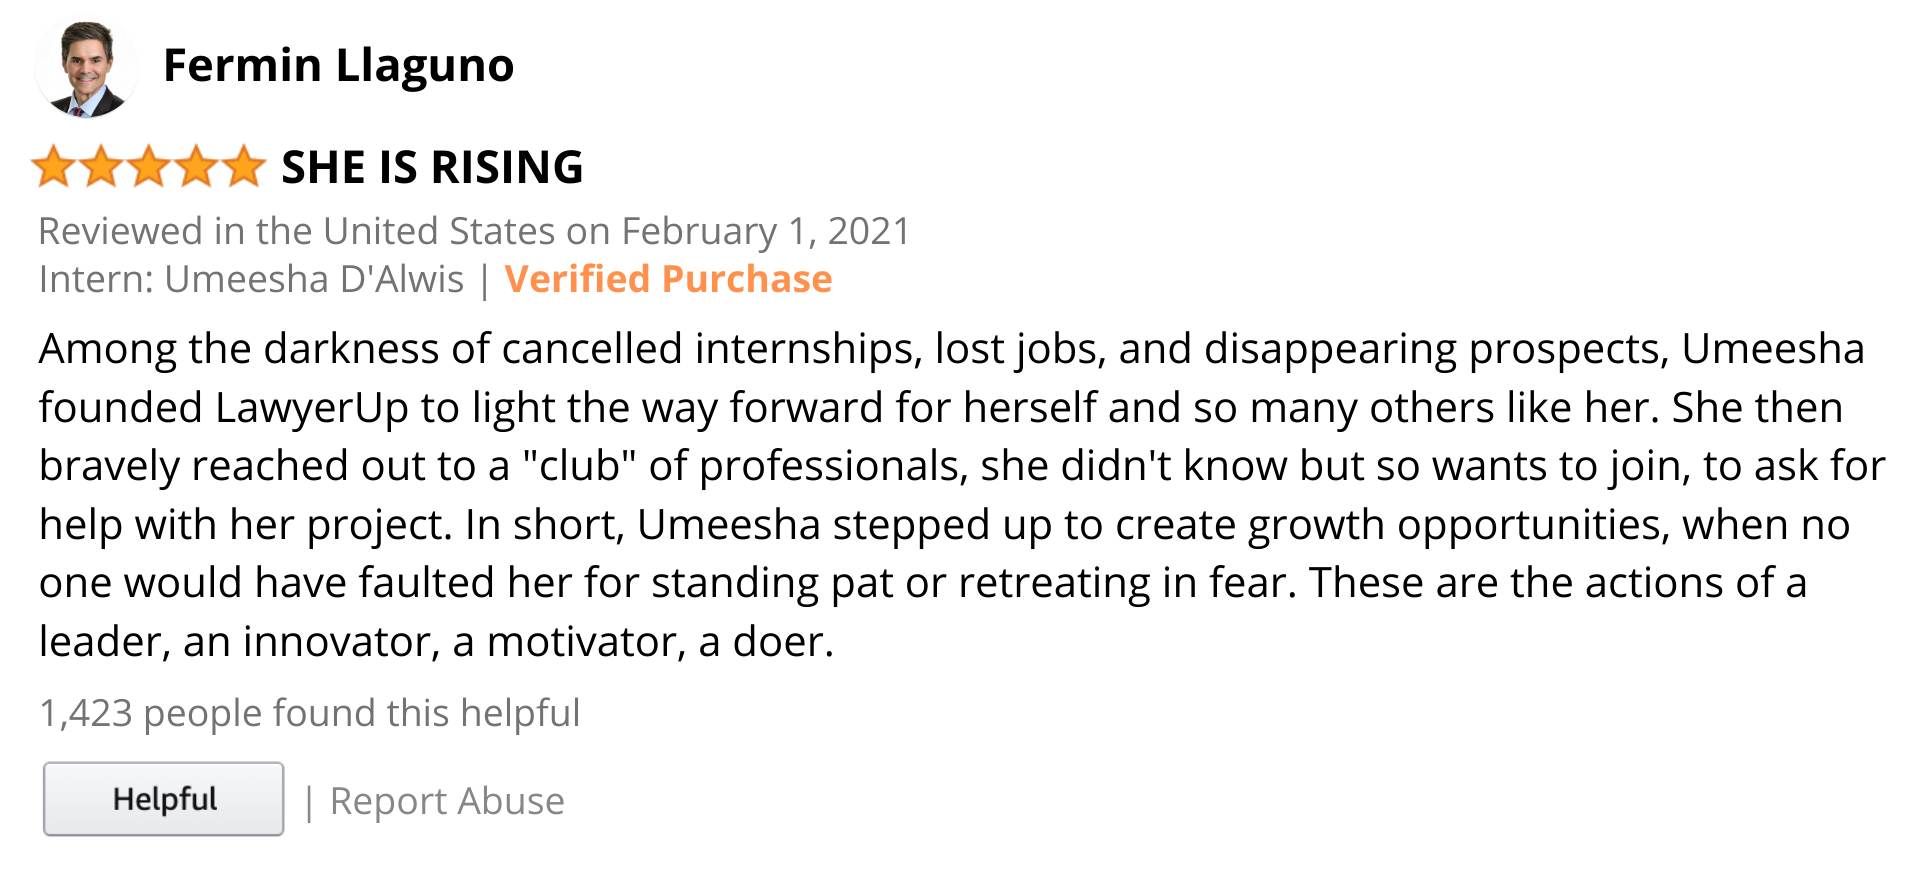 Fermin Llaguno
SHE IS RISING
Reviewed in the United States on February 1, 2021
Intern: Umeesha D'Alwis | Verified Purchase
Among the darkness of cancelled internships, lost jobs, and disappearing prospects, Umeesha
founded LawyerUp to light the way forward for herself and so many others like her. She then
bravely reached out to a "club" of professionals, she didn't know but so wants to join, to ask for
help with her project. In short, Umeesha stepped up to create growth opportunities, when no
one would have faulted her for standing pat or retreating in fear. These are the actions of a
leader, an innovator, a motivator, a doer.
1,423 people found this helpful
Helpful | Report Abuse